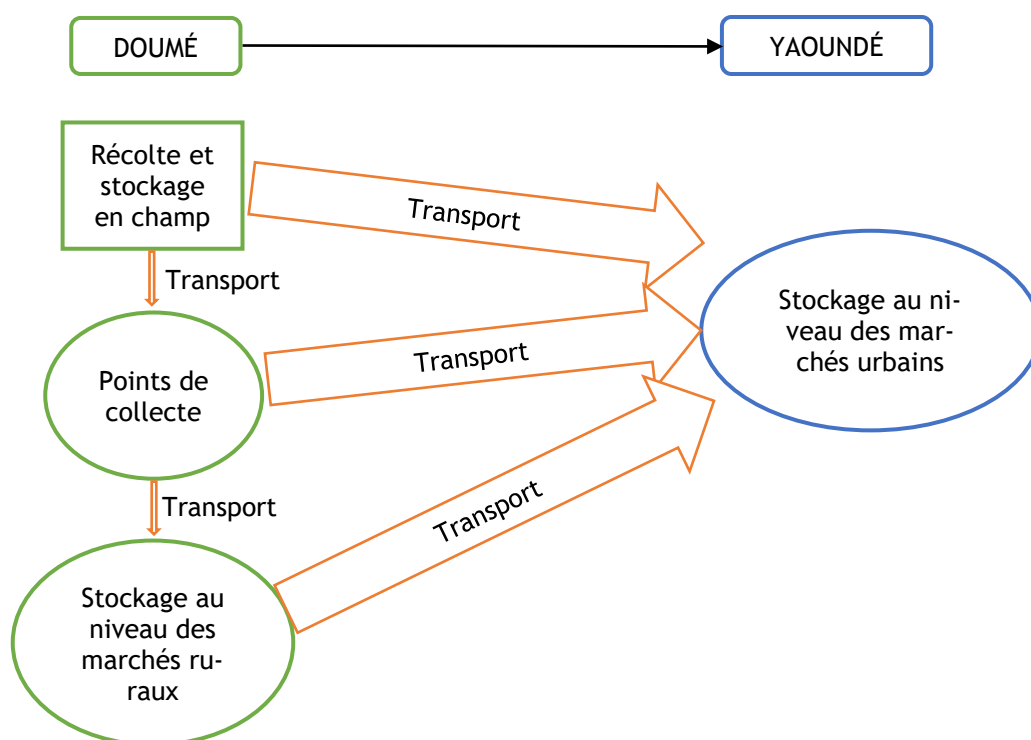 DOUMÉ
YAOUNDÉ
Récolte et
stockage
en champ
Transport
Transport
Points de
collecte
Transport
Transport
Stockage au
niveau des
marchés ru-
raux
Transport
Stockage au ni-
veau des mar-
chés urbains